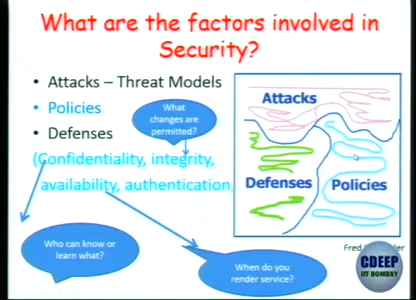 What are the factors involved in
Security?
• Attacks – Threat Models
• Policies
• Defenses
(Confidentiality, integrity,
availability, authentication,
What
changes are
permitted?
Attacks
Defenses
Policies
Who can know or
learn what?
When do you
render service?
Fred
CDEEP
IIT BOMBAY